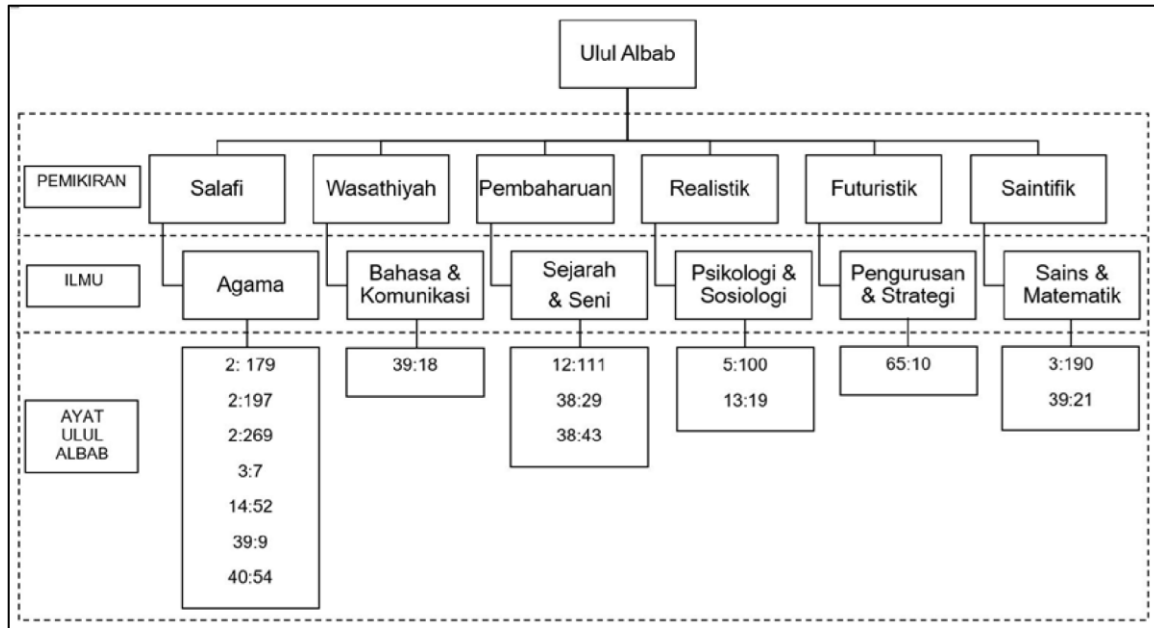 Ulul Albab
PEMIKIRAN
Salafi
Wasathiyah
Pembaharuan
Realistik
Futuristik
Saintifik
ILMU
Agama
Bahasa &
Komunikasi
Sejarah
& Seni
Psikologi &
Sosiologi
Pengurusan
& Strategi
Sains &
Matematik
AYAT
ULUL
ALBAB
2: 179
2:197
2:269
3:7
14:52
39:9
40:54
39:18
12:111
38:29
38:43
5:100
13:19
65:10
3:190
39:21